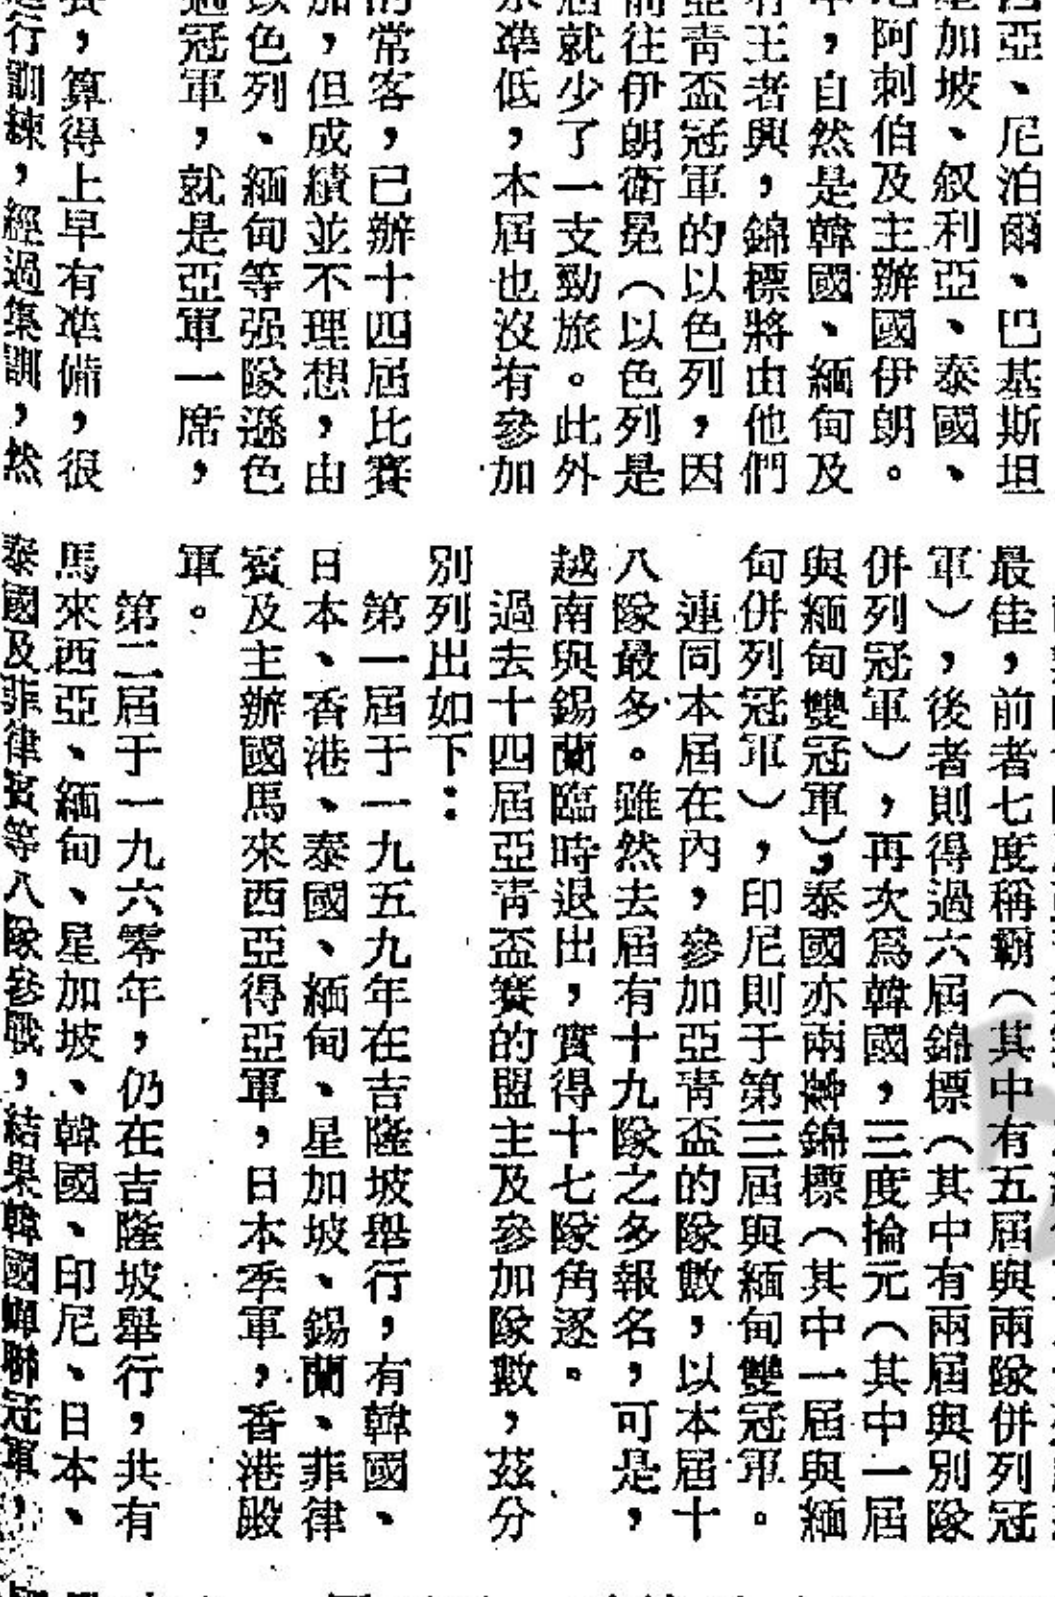 西亞、尼泊爾、巴基斯坦
星加坡、叙利亞、泰國、
尼阿刺伯及主辦國伊朗。
，自然是韓國、緬甸及
有王者興，錦標將由他們
亞青盃冠軍的以色列，因
前往伊朗衛冕（以色列是
屆就少了一支勁旅。此外
水準低，本屆也沒有參加
的常客，已辦十四屆比賽
加，但成績並不理想，由
以色列、緬甸等强隊遜色
過冠軍，就是亞軍一席，
賽，算得上早有準備，很
進行訓練，經過集訓，然
最佳，前者七度稱霸（其中有五屆與兩隊併列冠
軍），後者則得過六屆錦標（其中有兩屆與別隊
併列冠軍），再次爲韓國，三度掄元（其中一屆
與緬甸雙冠軍），泰國亦兩奪錦標（其中一屆與緬
甸併列冠軍），印尼則于第三屆與緬甸雙冠軍。
連同本屆在內，參加亞青盃的隊數，以本屆十
八隊最多。雖然去屆有十九隊之多報名，可是，
越南與錫蘭臨時退出，實得十七隊角逐。
過去十四屆亞青盃賽的盟主及參加隊數，茲分
別列出如下：
第一屆于一九五九年在吉隆坡舉行，有韓國、
日本、香港、泰國、緬甸、星加坡、錫蘭、菲律
賓及主辦國馬來西亞得亞軍，日本季軍，香港殿
軍。
第二屆于一九六零年，仍在吉隆坡舉行，共有
馬來西亞、緬甸、星加坡、韓國、印尼、日本、
泰國及菲律賓等八隊參戰，結果韓國蟬聯冠軍，